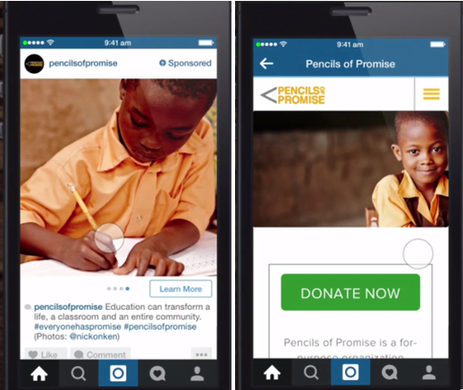 9:41 am
pencilsofpromise
Sponsored
Learn More
pencilsofpromise Education can transform a
life, a classroom and an entire community.
#everyonehaspromise #pencilsofpromise
(Photos: @nickonken)
Like
Comment
9:41 am
Pencils of Promise
PENCILS OF
PROMISE
DONATE NOW
Pencils of Promise is a for-
purpose organization